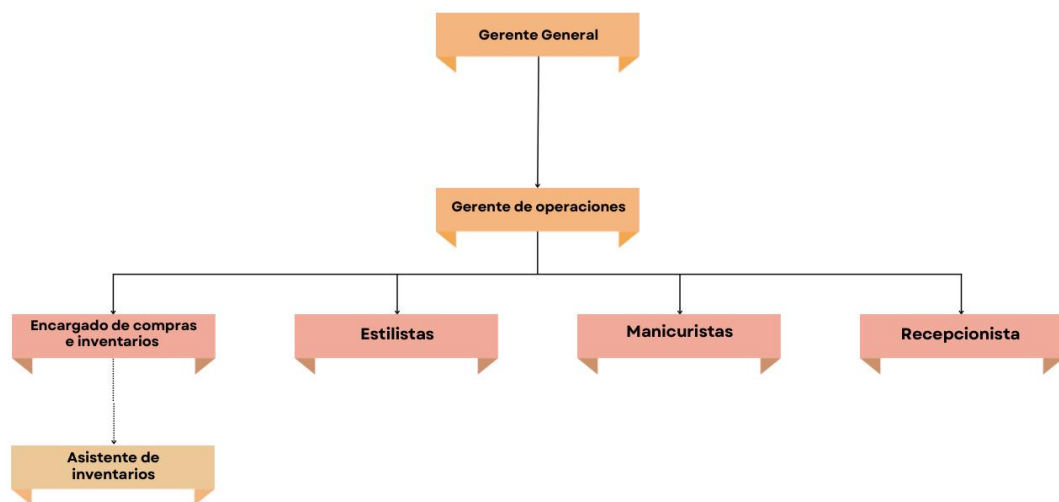 Gerente General
Gerente de operaciones
Encargado de compras
e inventarios
Estilistas
Manicuristas
Recepcionista
Asistente de
inventarios